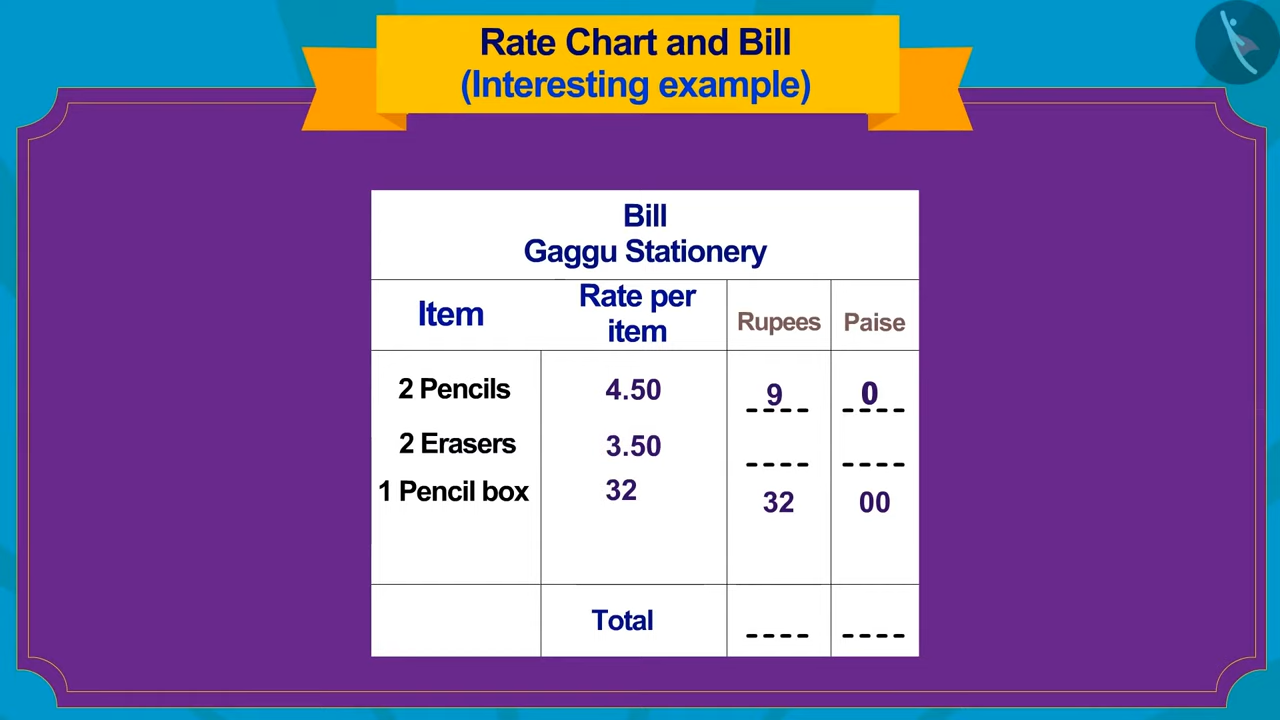 Rate Chart and Bill
(Interesting example)
Bill
Gaggu Stationery
Item Rate per item Rupees Paise
2 Pencils 4.50 9 0
2 Erasers 3.50 ---- ----
1 Pencil box 32 32 00
Total ---- ----